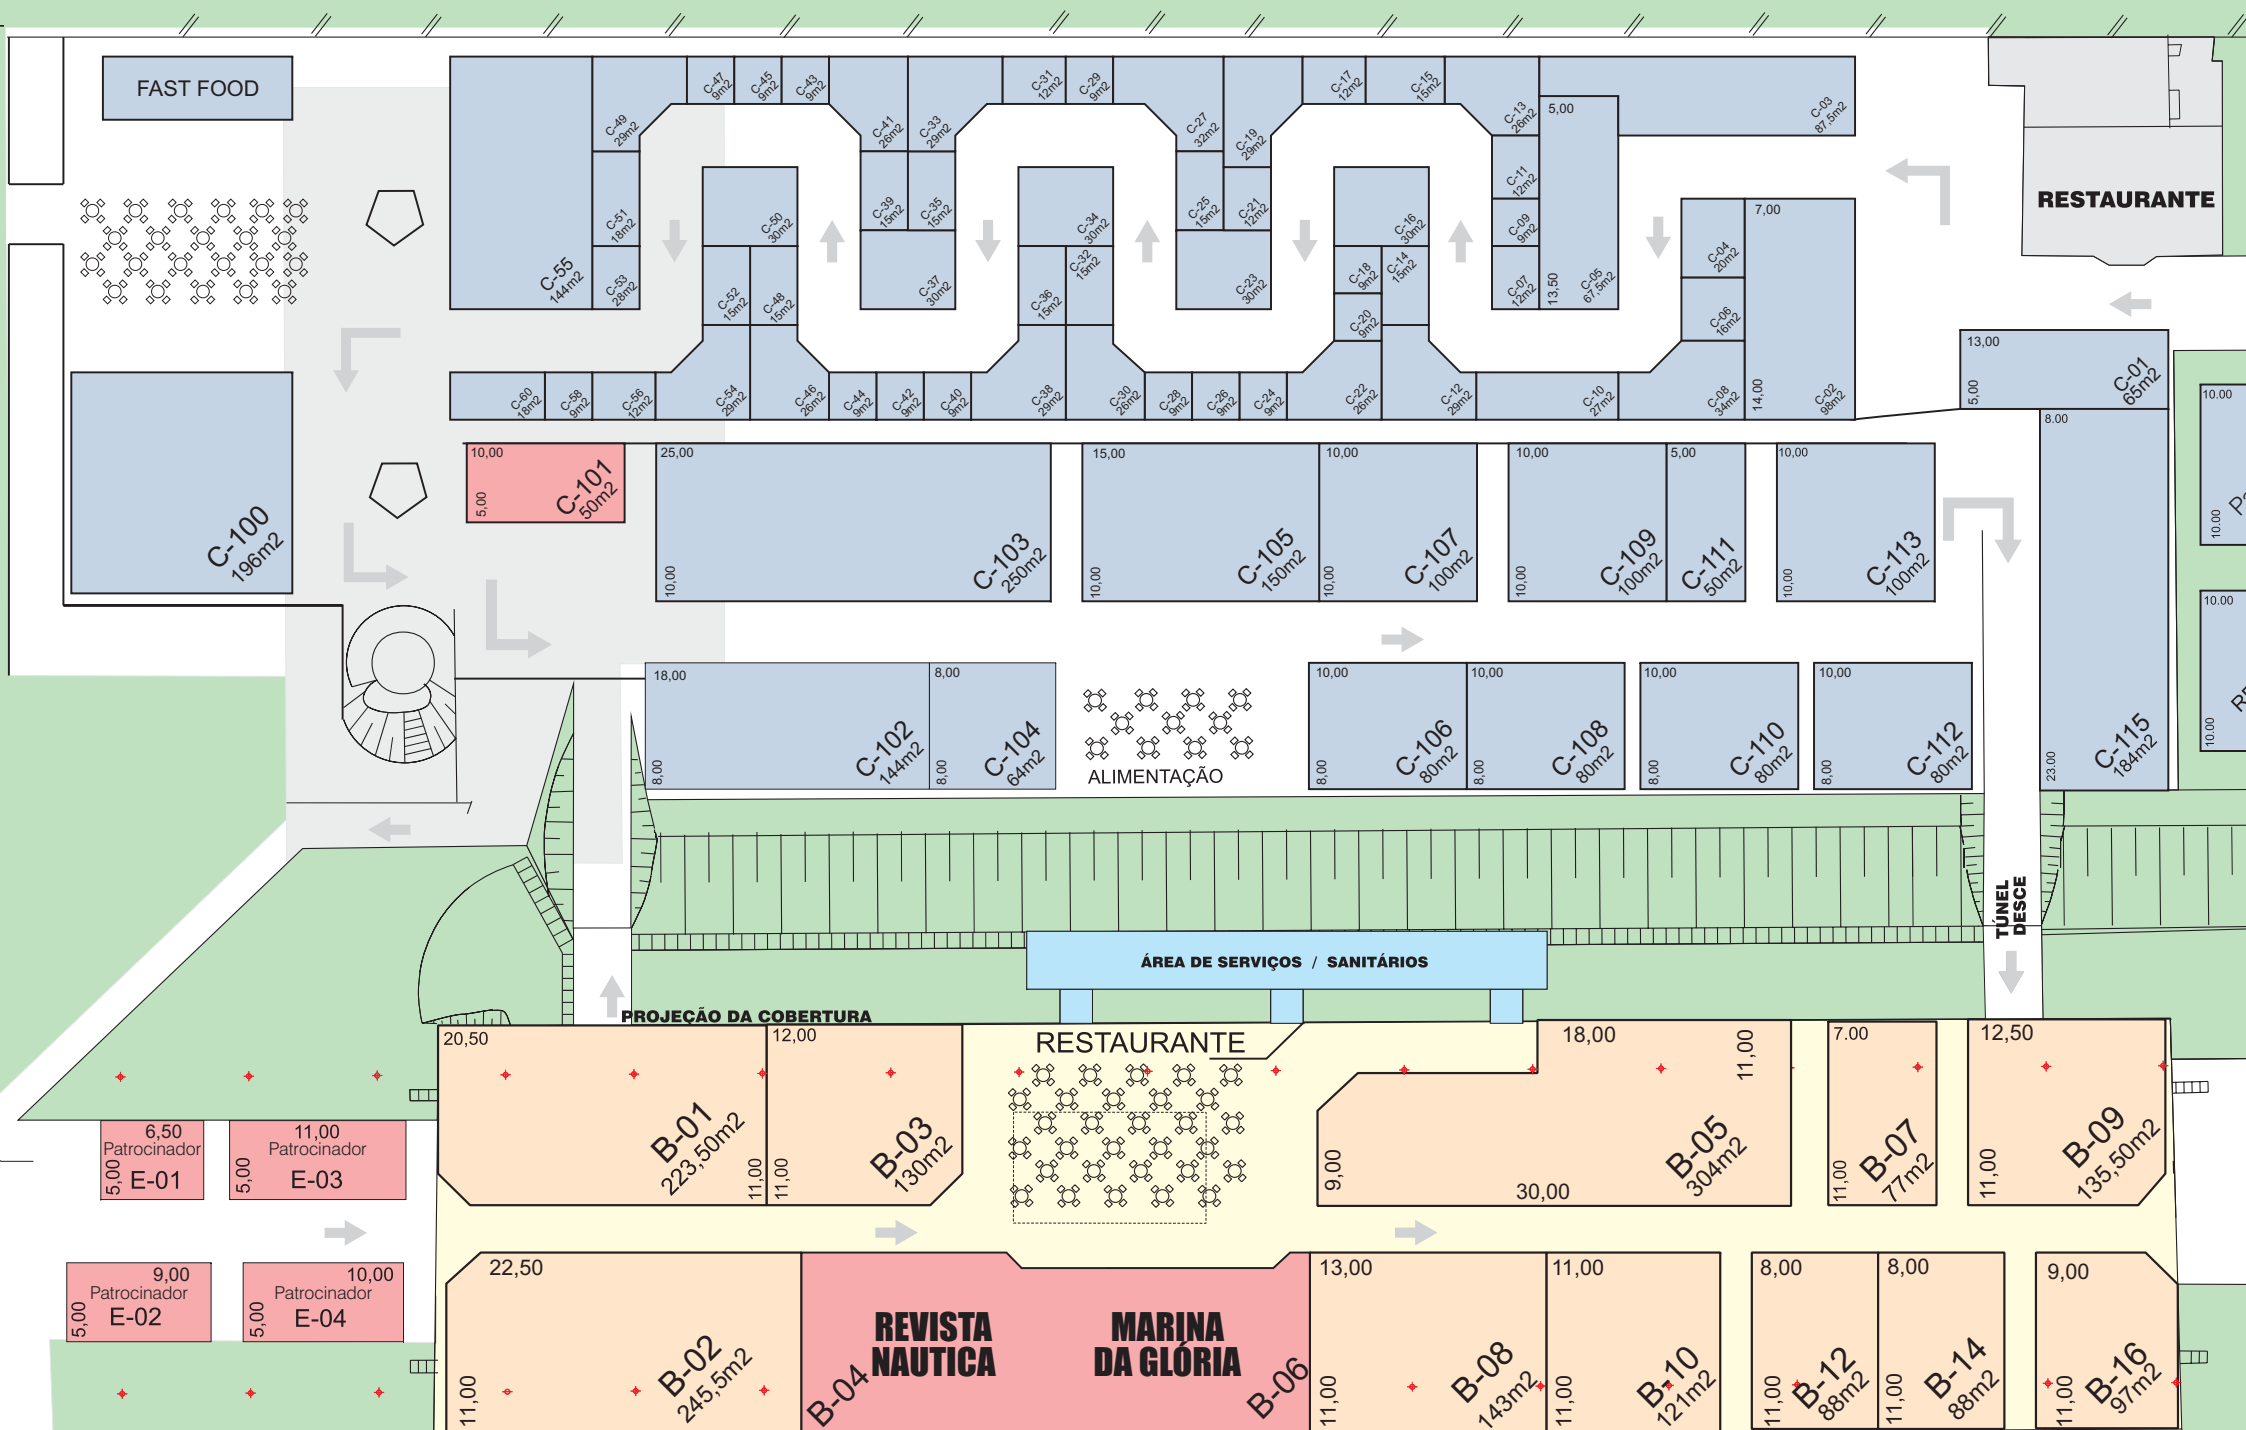 FAST FOOD
C-47
9m2
C-45
9m2
C-43
9m2
C-31
12m2
C-29
9m2
C-17
12m2
C-15
15m2
C-49
29m2
C-41
26m2
C-33
29m2
C-27
32m2
C-19
29m2
C-13
26m2
5,00
C-03
87,5m2
RESTAURANTE
C-51
18m2
C-50
30m2
C-39
15m2
C-35
15m2
C-34
30m2
C-25
15m2
C-21
12m2
C-16
30m2
C-11
12m2
C-09
9m2
7,00
C-04
20m2
C-55
144m2
C-53
28m2
C-52
15m2
C-48
15m2
C-37
30m2
C-36
15m2
C-32
15m2
C-23
30m2
C-18
9m2
C-14
15m2
C-07
12m2
13,50
C-05
67,5m2
C-20
9m2
C-06
16m2
13,00
5,00
C-01
65m2
C-60
18m2
C-58
9m2
C-56
12m2
C-54
29m2
C-46
26m2
C-44
9m2
C-42
9m2
C-40
9m2
C-38
29m2
C-30
26m2
C-28
9m2
C-26
9m2
C-24
9m2
C-22
26m2
C-12
29m2
C-10
27m2
C-08
34m2
14,00
C-02
98m2
10.00
10.00
8.00
10,00
5,00
C-101
50m2
25,00
10,00
C-103
250m2
15,00
10,00
C-105
150m2
10,00
10,00
C-107
100m2
10,00
10,00
C-109
100m2
5,00
C-111
50m2
10,00
10,00
C-113
100m2
C-100
196m2
10.00
10.00
18,00
8,00
C-102
144m2
8,00
8,00
C-104
64m2
ALIMENTAÇÃO
10,00
8,00
C-106
80m2
10,00
8,00
C-108
80m2
10,00
8,00
C-110
80m2
10,00
8,00
C-112
80m2
23.00
C-115
184m2
TÚNEL
DESCE
ÁREA DE SERVIÇOS / SANITÁRIOS
PROJEÇÃO DA COBERTURA
20,50
B-01
223,50m2
11,00
12,00
11,00
B-03
130m2
RESTAURANTE
18,00
11,00
9,00
30,00
B-05
304m2
7.00
11,00
B-07
77m2
12,50
11,00
B-09
135,50m2
6,50
Patrocinador
5,00
E-01
11,00
Patrocinador
5,00
E-03
9,00
Patrocinador
5,00
E-02
10,00
Patrocinador
5,00
E-04
22,50
11,00
B-02
245,5m2
REVISTA
NAUTICA
B-04
MARINA
DA GLÓRIA
B-06
13,00
11,00
B-08
143m2
11,00
11,00
B-10
121m2
8,00
11,00
B-12
88m2
8,00
11,00
B-14
88m2
9,00
11,00
B-16
97m2